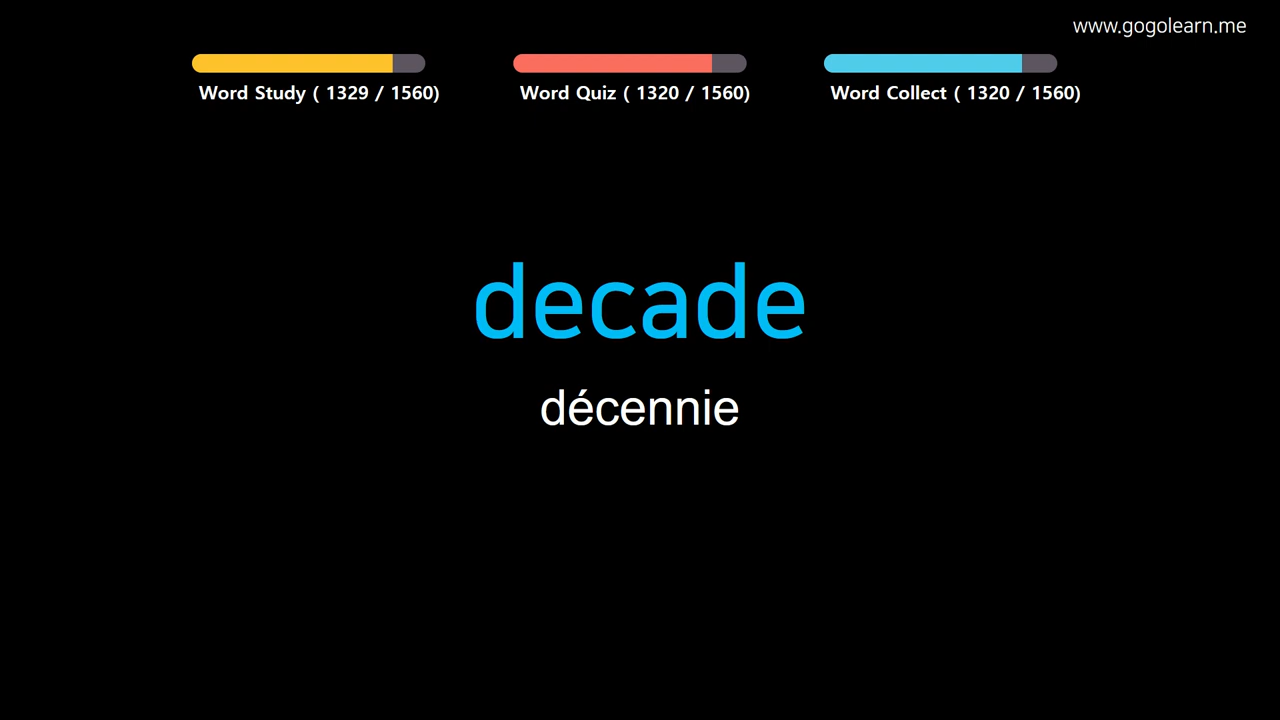 www.gogolearn.me
Word Study ( 1329 / 1560)
Word Quiz ( 1320 / 1560)
Word Collect ( 1320 / 1560)
decade
décennie